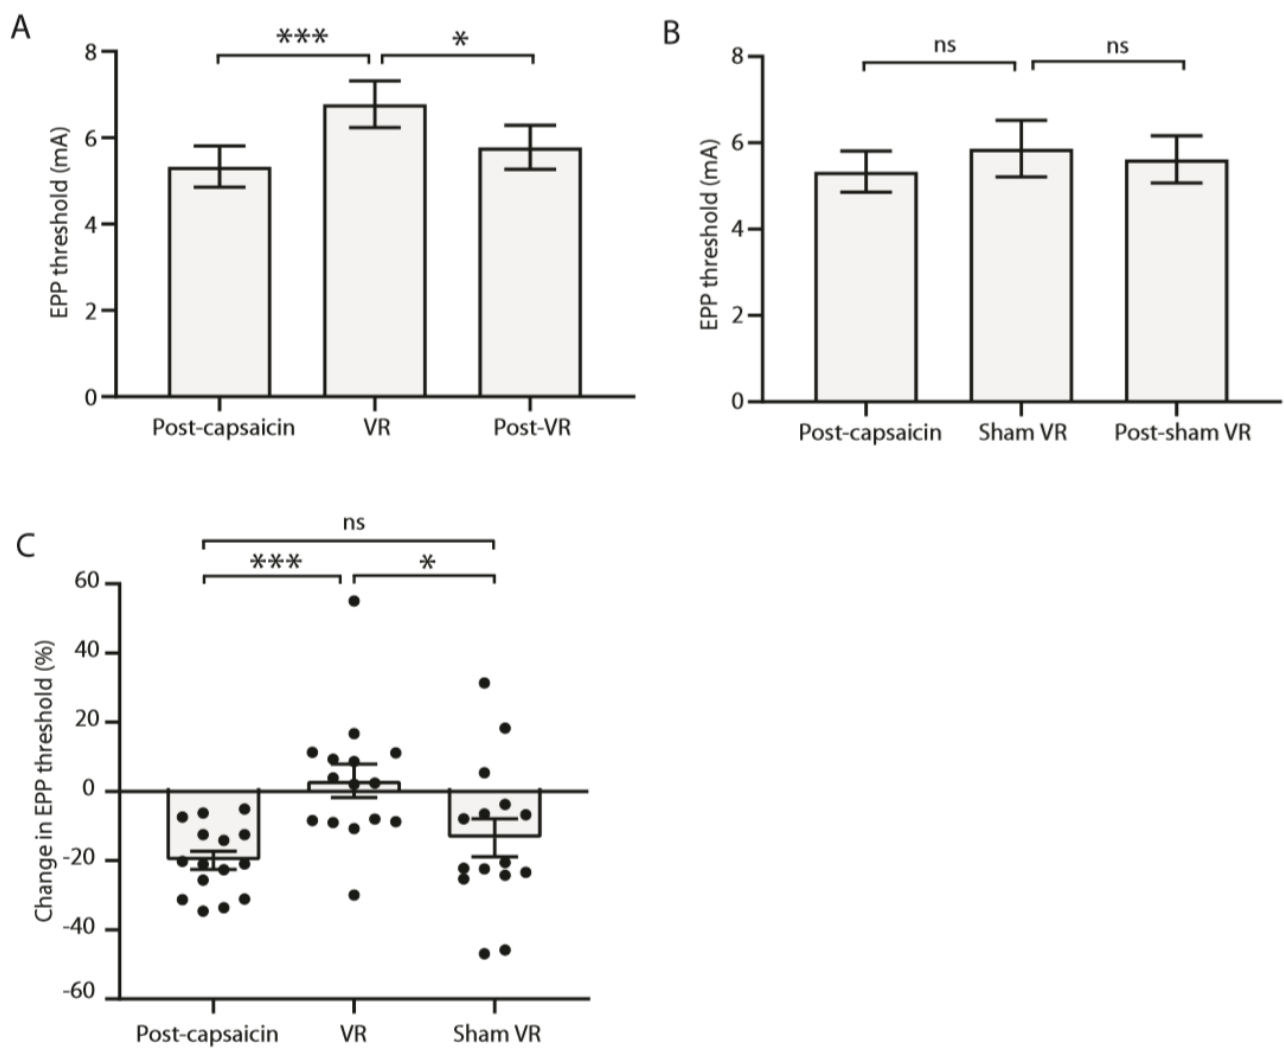 A
*** *
8
6
4
2
0
EPP threshold (mA)
Post-capsaicin VR Post-VR
B
ns ns
8
6
4
2
0
EPP threshold (mA)
Post-capsaicin Sham VR Post-sham VR
C
ns
*** *
60
40
20
0
-20
-40
-60
Change in EPP threshold (%)
Post-capsaicin VR Sham VR